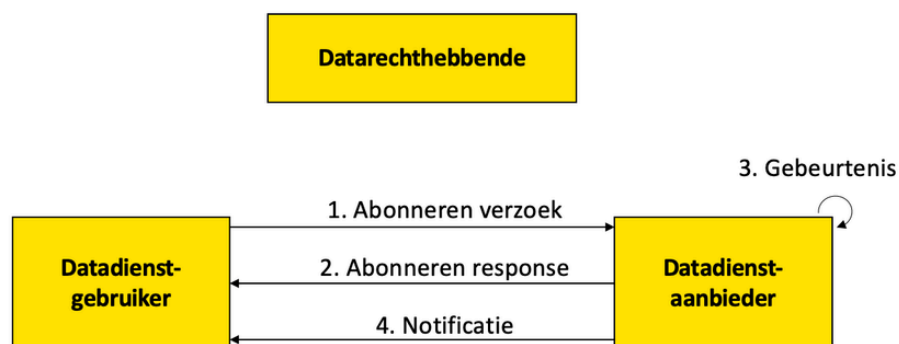 Datarechthebbende
3. Gebeurtenis
1. Abonneren verzoek
Datadienst-
gebruiker
2. Abonneren response
Datadienst-
aanbieder
4. Notificatie